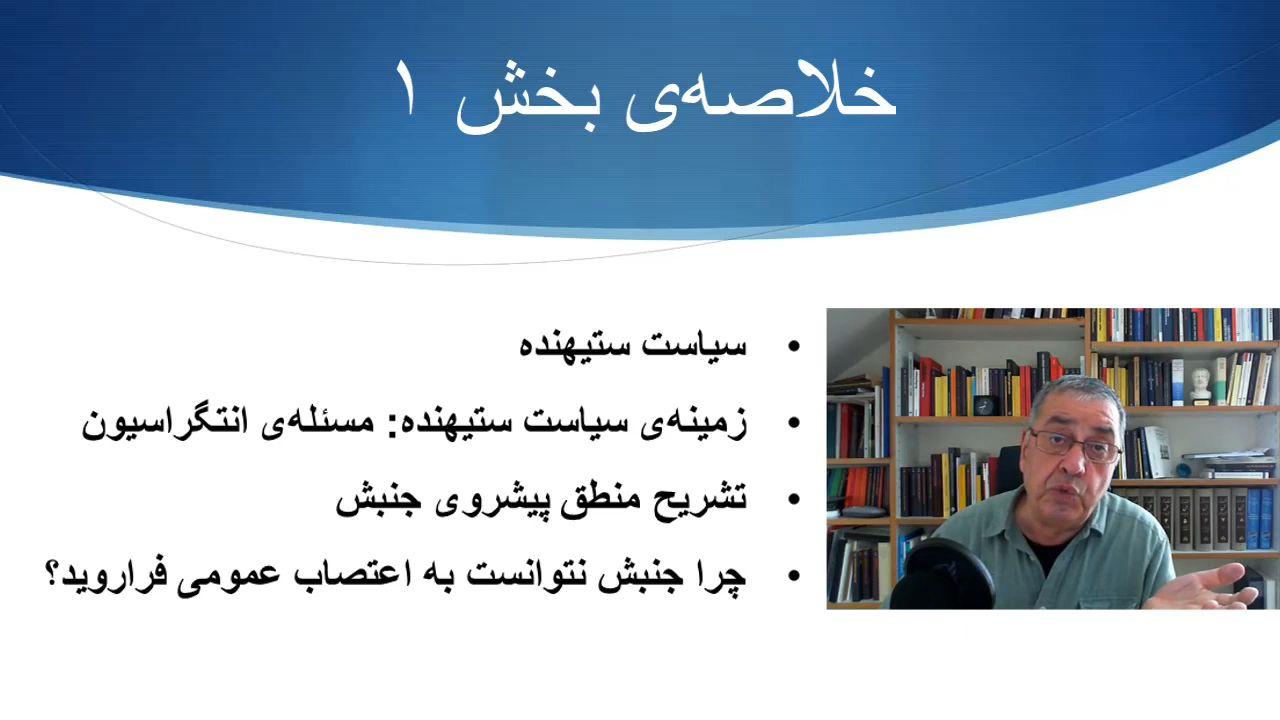 خلاصه‌ی بخش ۱
• سیاست ستیهنده
• زمینه‌ی سیاست ستیهنده: مسئله‌ی انتگراسیون
• تشریح منطق پیشروی جنبش
• چرا جنبش نتوانست به اعتصاب عمومی فراروید؟